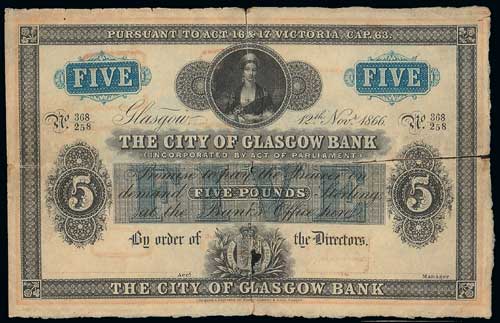 PURSUANT TO ACT 16 & 17 VICTORIA CAP. 63.
FIVE FIVE
Glasgow 12th Novr. 1866
No. 368/258 No. 368/258
THE CITY OF GLASGOW BANK
(INCORPORATED BY ACT OF PARLIAMENT)
5 Promise to pay the Bearer on 5
demand FIVE POUNDS Sterling
at the Bank's Office here
By order of the Directors.
Acct. Manager
THE CITY OF GLASGOW BANK